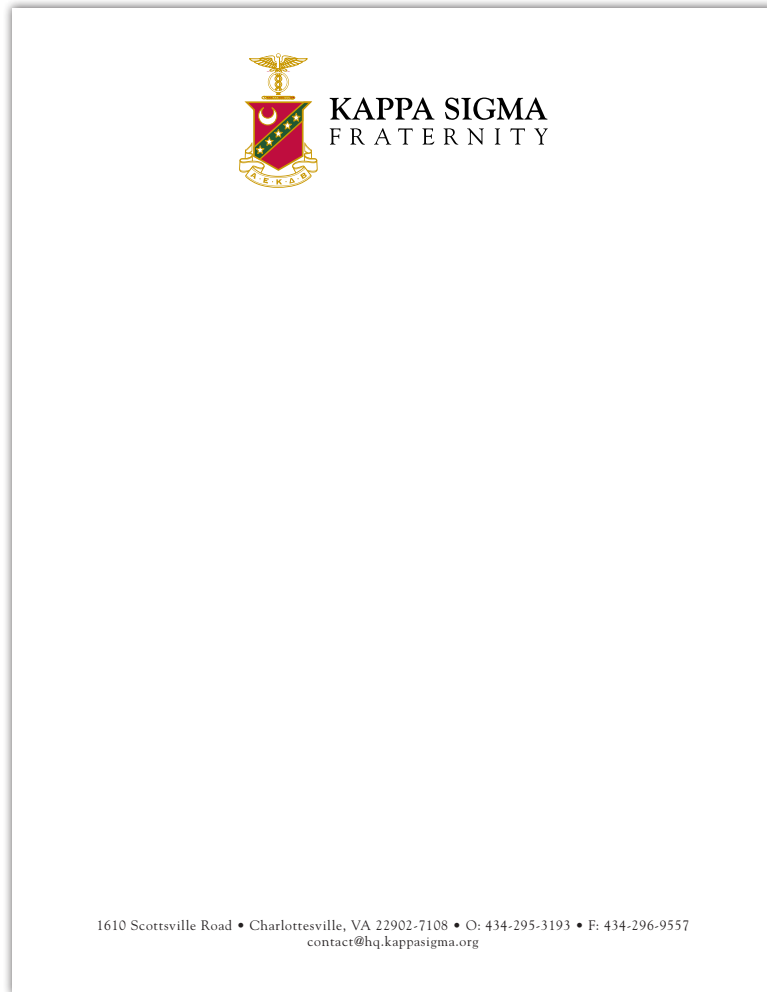 KAPPA SIGMA
FRATERNITY
Α·Ε·Κ·Δ·Β
1610 Scottsville Road • Charlottesville, VA 22902-7108 • O: 434-295-3193 • F: 434-296-9557
contact@hq.kappasigma.org